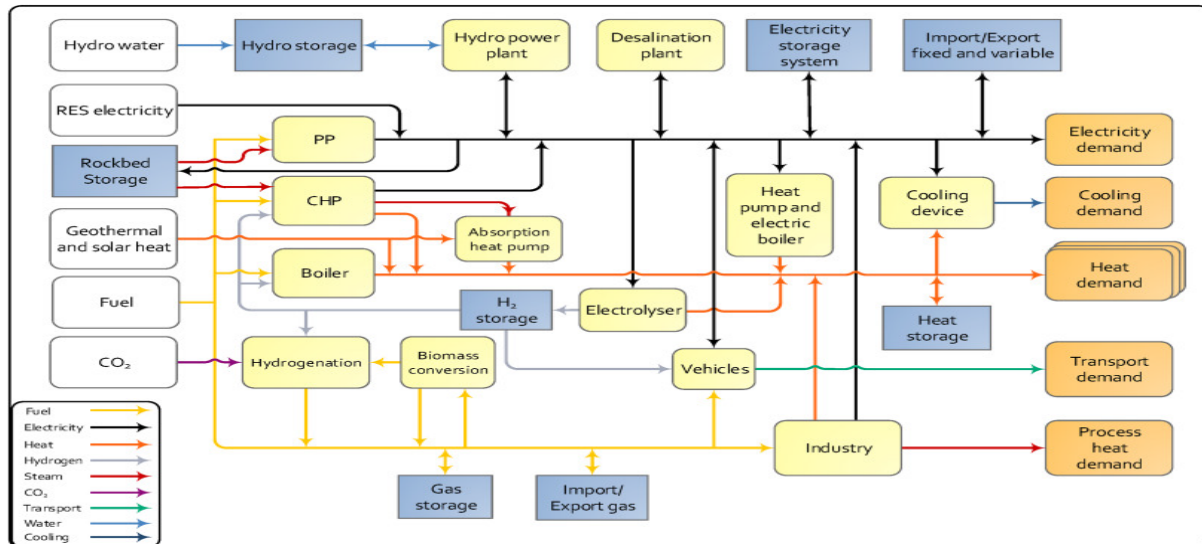 Hydro water
Hydro storage
Hydro power
plant
Desalination
plant
Electricity
storage
system
Import/Export
fixed and variable
RES electricity
PP
Electricity
demand
Rockbed
Storage
CHP
Heat
pump and
electric
boiler
Cooling
device
Cooling
demand
Geothermal
and solar heat
Absorption
heat pump
Boiler
Heat
demand
Fuel
H₂
storage
Electrolyser
Heat
storage
CO₂
Hydrogenation
Biomass
conversion
Vehicles
Transport
demand
Industry
Process
heat demand
Gas
storage
Import/
Export gas
Fuel
Electricity
Heat
Hydrogen
Steam
CO₂
Transport
Water
Cooling